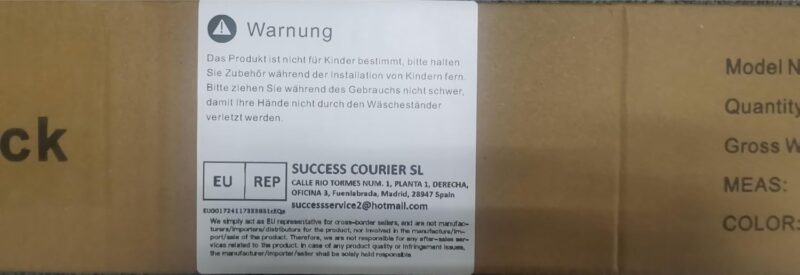 Warnung
Das Produkt ist nicht für Kinder bestimmt, bitte halten
Sie Zubehör während der Installation von Kindern fern.
Bitte ziehen Sie während des Gebrauchs nicht schwer,
damit Ihre Hände nicht durch den Wäscheständer
verletzt werden.
EU REP
SUCCESS COURIER SL
CALLE RIO TORMES NUM. 1, PLANTA 1, DERECHA,
OFICINA 3, Fuenlabrada, Madrid, 28947 Spain
successservice2@hotmail.com
We simply act as EU representative for cross-border sellers, and are not manufac-
turers/importers/distributors for the product, nor involved in the manufacture/im-
port/sale of the product. Therefore, we are not responsible for any after-sales ser-
vices related to the product. In case of any product quality or infringement issues,
the manufacturer/importer/seller shall be solely held responsible
ck
Model N
Quantity
Gross W
MEAS:
COLOR: